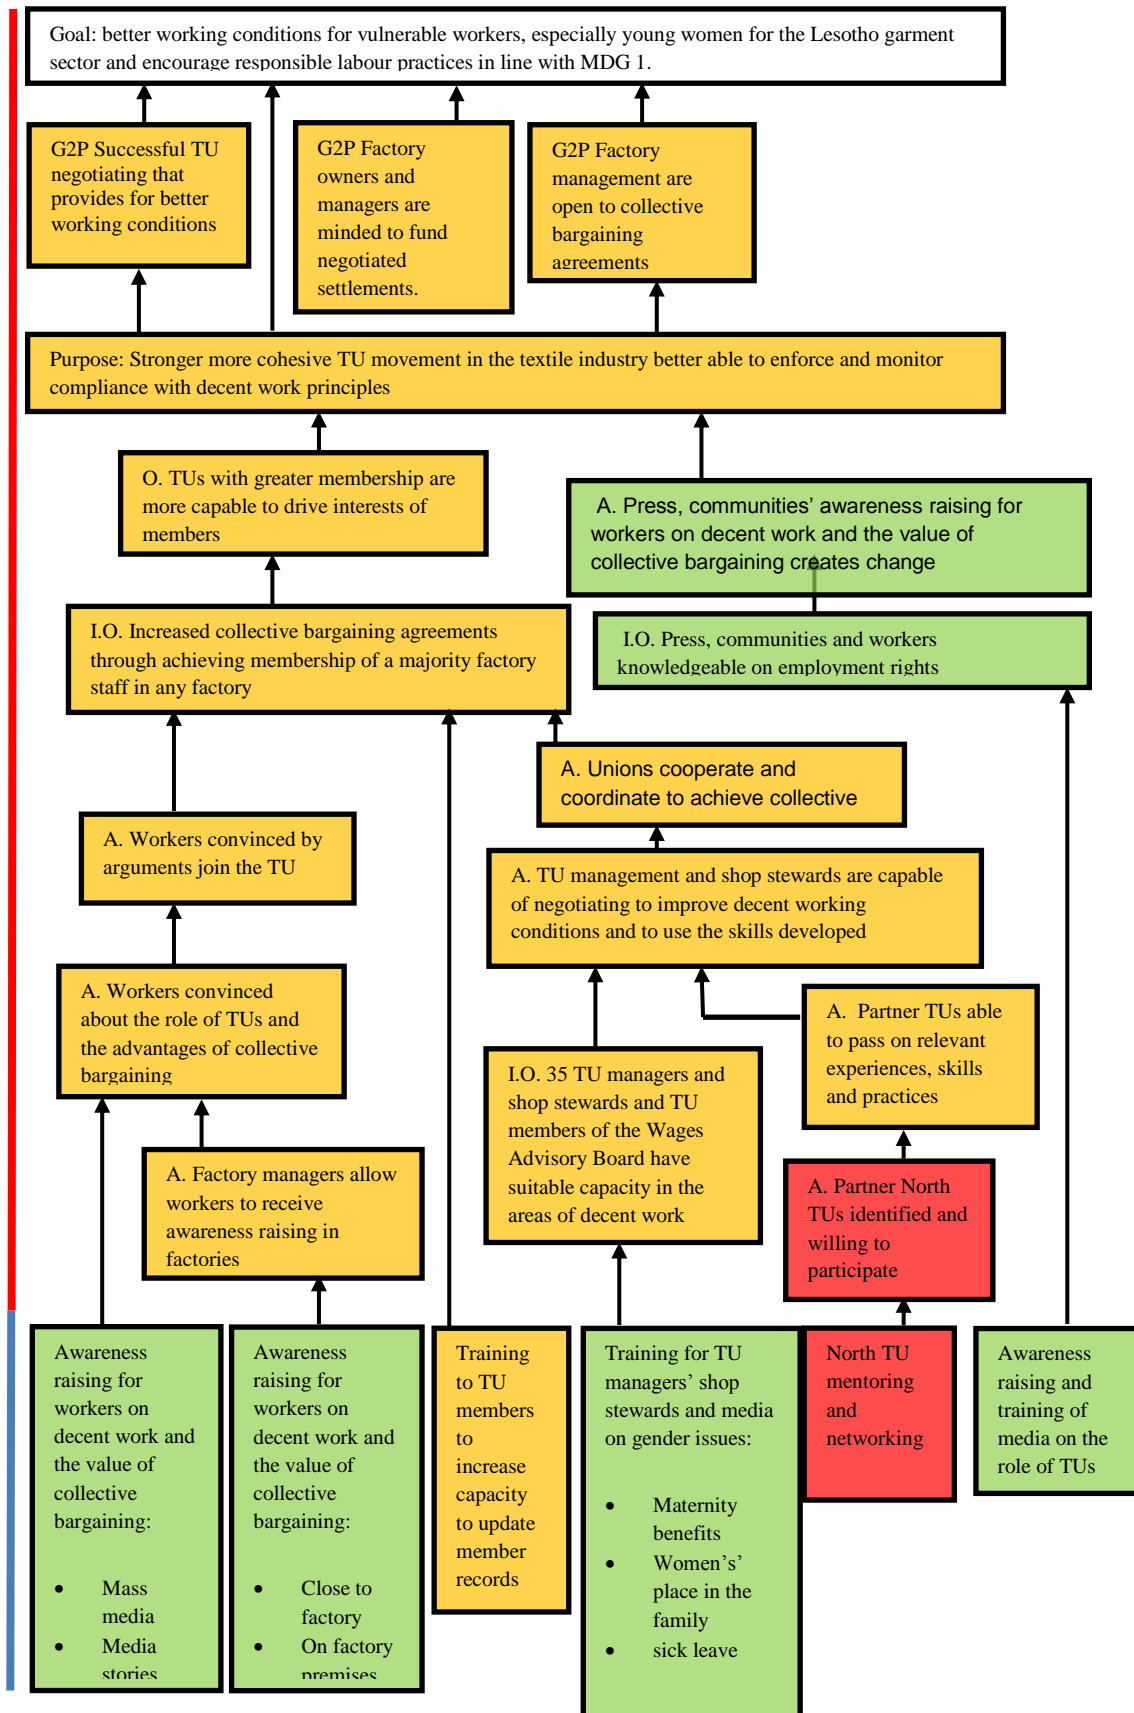 Goal: better working conditions for vulnerable workers, especially young women for the Lesotho garment
sector and encourage responsible labour practices in line with MDG 1.
G2P Successful TU
negotiating that
provides for better
working conditions
G2P Factory
owners and
managers are
minded to fund
negotiated
settlements.
G2P Factory
management are
open to collective
bargaining
agreements
Purpose: Stronger more cohesive TU movement in the textile industry better able to enforce and monitor
compliance with decent work principles
O. TUs with greater membership are
more capable to drive interests of
members
A. Press, communities’ awareness raising for
workers on decent work and the value of
collective bargaining creates change
I.O. Increased collective bargaining agreements
through achieving membership of a majority factory
staff in any factory
I.O. Press, communities and workers
knowledgeable on employment rights
A. Unions cooperate and
coordinate to achieve collective
A. Workers convinced by
arguments join the TU
A. TU management and shop stewards are capable
of negotiating to improve decent working
conditions and to use the skills developed
A. Workers convinced
about the role of TUs and
the advantages of collective
bargaining
A. Partner TUs able
to pass on relevant
experiences, skills
and practices
I.O. 35 TU managers and
shop stewards and TU
members of the Wages
Advisory Board have
suitable capacity in the
areas of decent work
A. Factory managers allow
workers to receive
awareness raising in
factories
A. Partner North
TUs identified and
willing to
participate
Awareness
raising for
workers on
decent work and
the value of
collective
bargaining:
• Mass
media
• Media
stories
Awareness
raising for
workers on
decent work and
the value of
collective
bargaining:
• Close to
factory
• On factory
premises
Training
to TU
members
to
increase
capacity
to update
member
records
Training for TU
managers’ shop
stewards and media
on gender issues:
• Maternity
benefits
• Women’s’
place in the
family
• sick leave
North TU
mentoring
and
networking
Awareness
raising and
training of
media on the
role of TUs